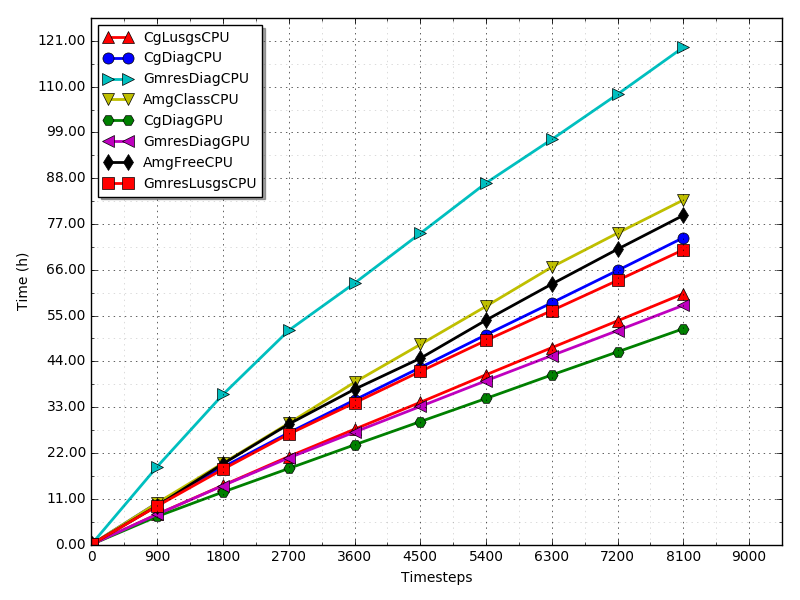 121.00
110.00
99.00
88.00
77.00
66.00
55.00
44.00
33.00
22.00
11.00
0.00
Time (h)
CgLusgsCPU
CgDiagCPU
GmresDiagCPU
AmgClassCPU
CgDiagGPU
GmresDiagGPU
AmgFreeCPU
GmresLusgsCPU
0 900 1800 2700 3600 4500 5400 6300 7200 8100 9000
Timesteps